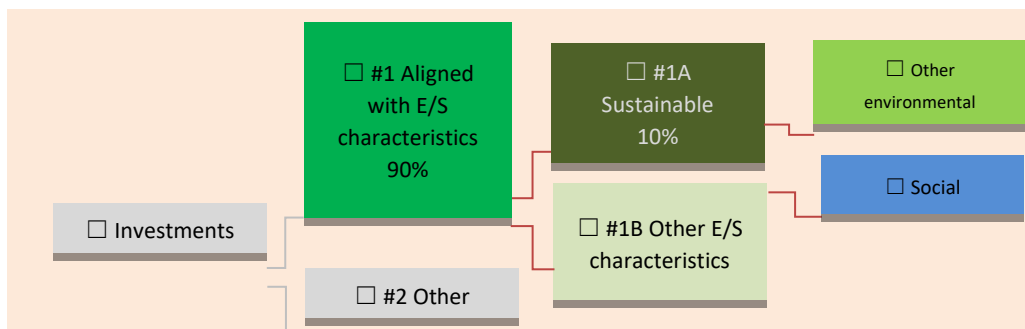 ☐ #1 Aligned
with E/S
characteristics
90%
☐ #1A
Sustainable
10%
☐ Other
environmental
☐ Social
☐ Investments
☐ #1B Other E/S
characteristics
☐ #2 Other